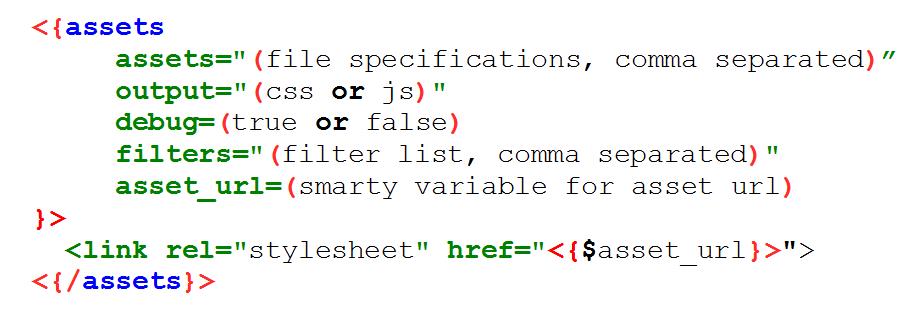 <{assets
assets="(file specifications, comma separated)”
output="(css or js)"
debug=(true or false)
filters="(filter list, comma separated)"
asset_url=(smarty variable for asset url)
}>
<link rel="stylesheet" href="<{$asset_url}>">
<{/assets}>